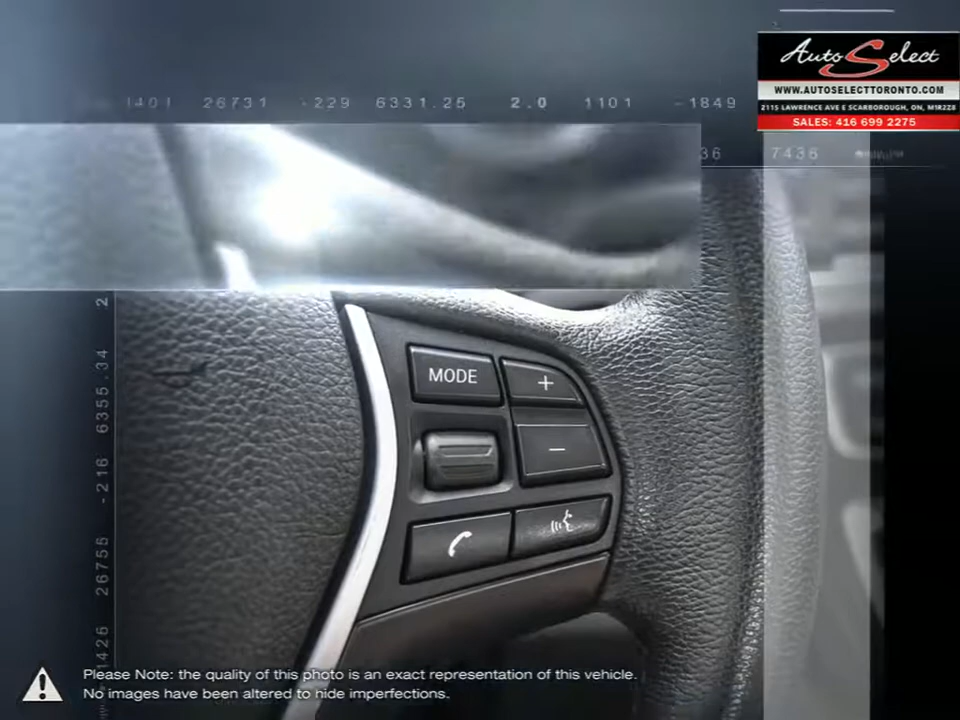 Auto Select
WWW.AUTOSELECTTORONTO.COM
2115 LAWRENCE AVE E SCARBOROUGH, ON, M1R2Z8
SALES: 416 699 2275
1401 26731 -229 6331.25 2.0 1101 -1849
36 7436
2
6355.34
-216
26755
1426
MODE
+
−
Please Note: the quality of this photo is an exact representation of this vehicle.
No images have been altered to hide imperfections.